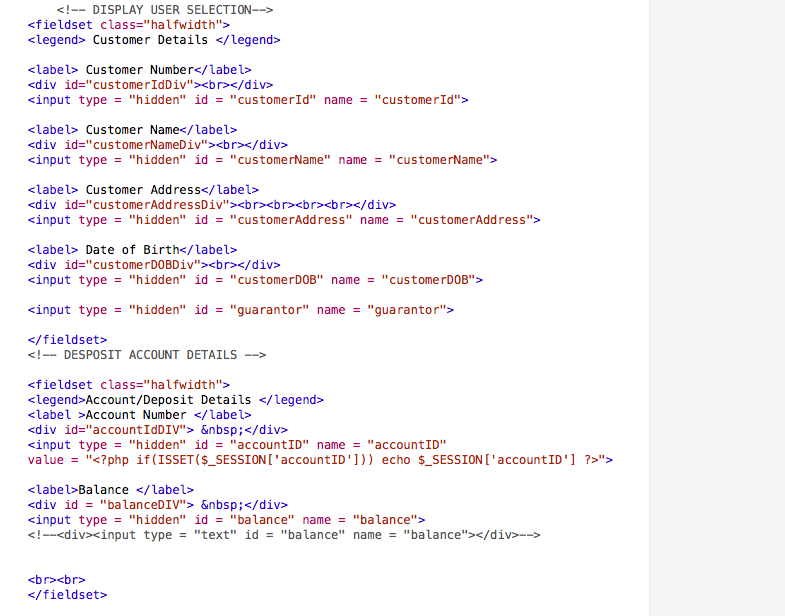 <!-- DISPLAY USER SELECTION-->
<fieldset class="halfwidth">
<legend> Customer Details </legend>
<label> Customer Number</label>
<div id="customerIdDiv"><br></div>
<input type = "hidden" id = "customerId" name = "customerId">
<label> Customer Name</label>
<div id="customerNameDiv"><br></div>
<input type = "hidden" id = "customerName" name = "customerName">
<label> Customer Address</label>
<div id="customerAddressDiv"><br><br><br><br></div>
<input type = "hidden" id = "customerAddress" name = "customerAddress">
<label> Date of Birth</label>
<div id="customerDOBDiv"><br></div>
<input type = "hidden" id = "customerDOB" name = "customerDOB">
<input type = "hidden" id = "guarantor" name = "guarantor">
</fieldset>
<!-- DESPOSIT ACCOUNT DETAILS -->
<fieldset class="halfwidth">
<legend>Account/Deposit Details </legend>
<label >Account Number </label>
<div id="accountIdDIV"> &nbsp;</div>
<input type = "hidden" id = "accountID" name = "accountID"
value = "<?php if(ISSET($_SESSION['accountID'])) echo $_SESSION['accountID'] ?>">
<label>Balance </label>
<div id = "balanceDIV"> &nbsp;</div>
<input type = "hidden" id = "balance" name = "balance">
<!--<div><input type = "text" id = "balance" name = "balance"></div>-->
<br><br>
</fieldset>